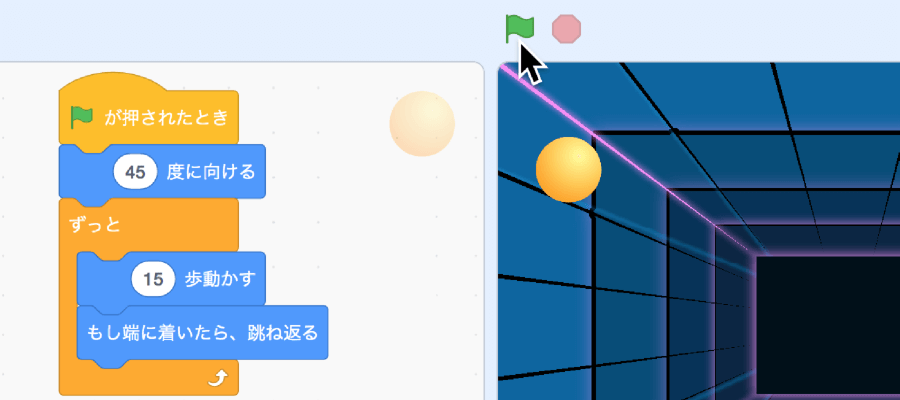 が押されたとき
45 度に向ける
ずっと
15 歩動かす
もし端に着いたら、跳ね返る